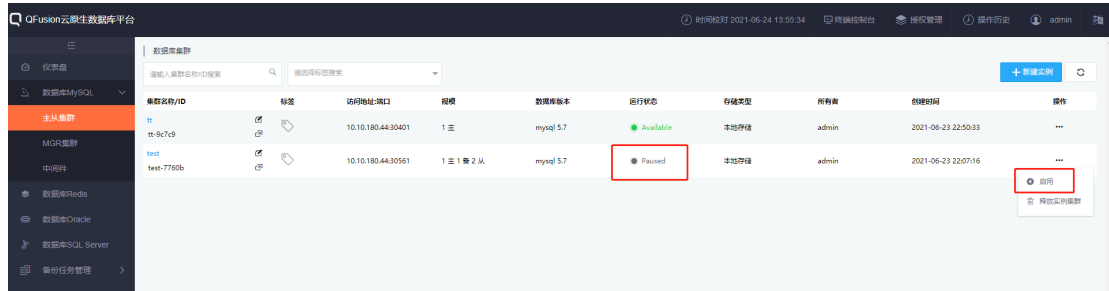 QFusion云原生数据库平台
时间校对 2021-06-24 13:55:34 终端控制台 授权管理 操作历史 admin
仪表盘
数据库MySQL
主从集群
MGR集群
中间件
数据库Redis
数据库Oracle
数据库SQL Server
备份任务管理
数据库集群
请输入集群名称/ID搜索 请选择标签搜索 新建实例
集群名称/ID 标签 访问地址:端口 规模 数据库版本 运行状态 存储类型 所有者 创建时间 操作
tt
tt-9c7c9 10.10.180.44:30401 1 主 mysql 5.7 Available 本地存储 admin 2021-06-23 22:50:33
test
test-7760b 10.10.180.44:30561 1 主 1 备 2 从 mysql 5.7 Paused 本地存储 admin 2021-06-23 22:07:16
启用
释放实例集群